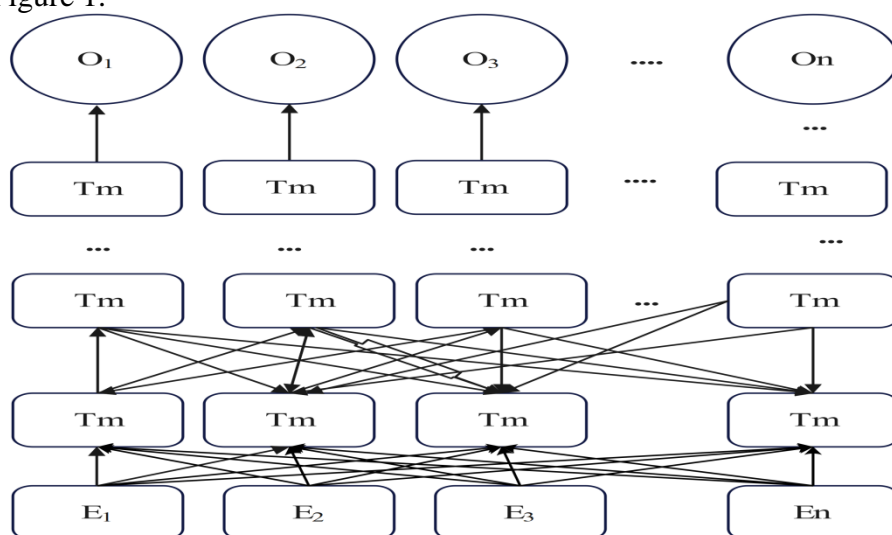 Figure 1.
O₁ O₂ O₃ .... On
...
Tm Tm Tm .... Tm
... ... ... ...
Tm Tm Tm ... Tm
Tm Tm Tm Tm
E₁ E₂ E₃ En